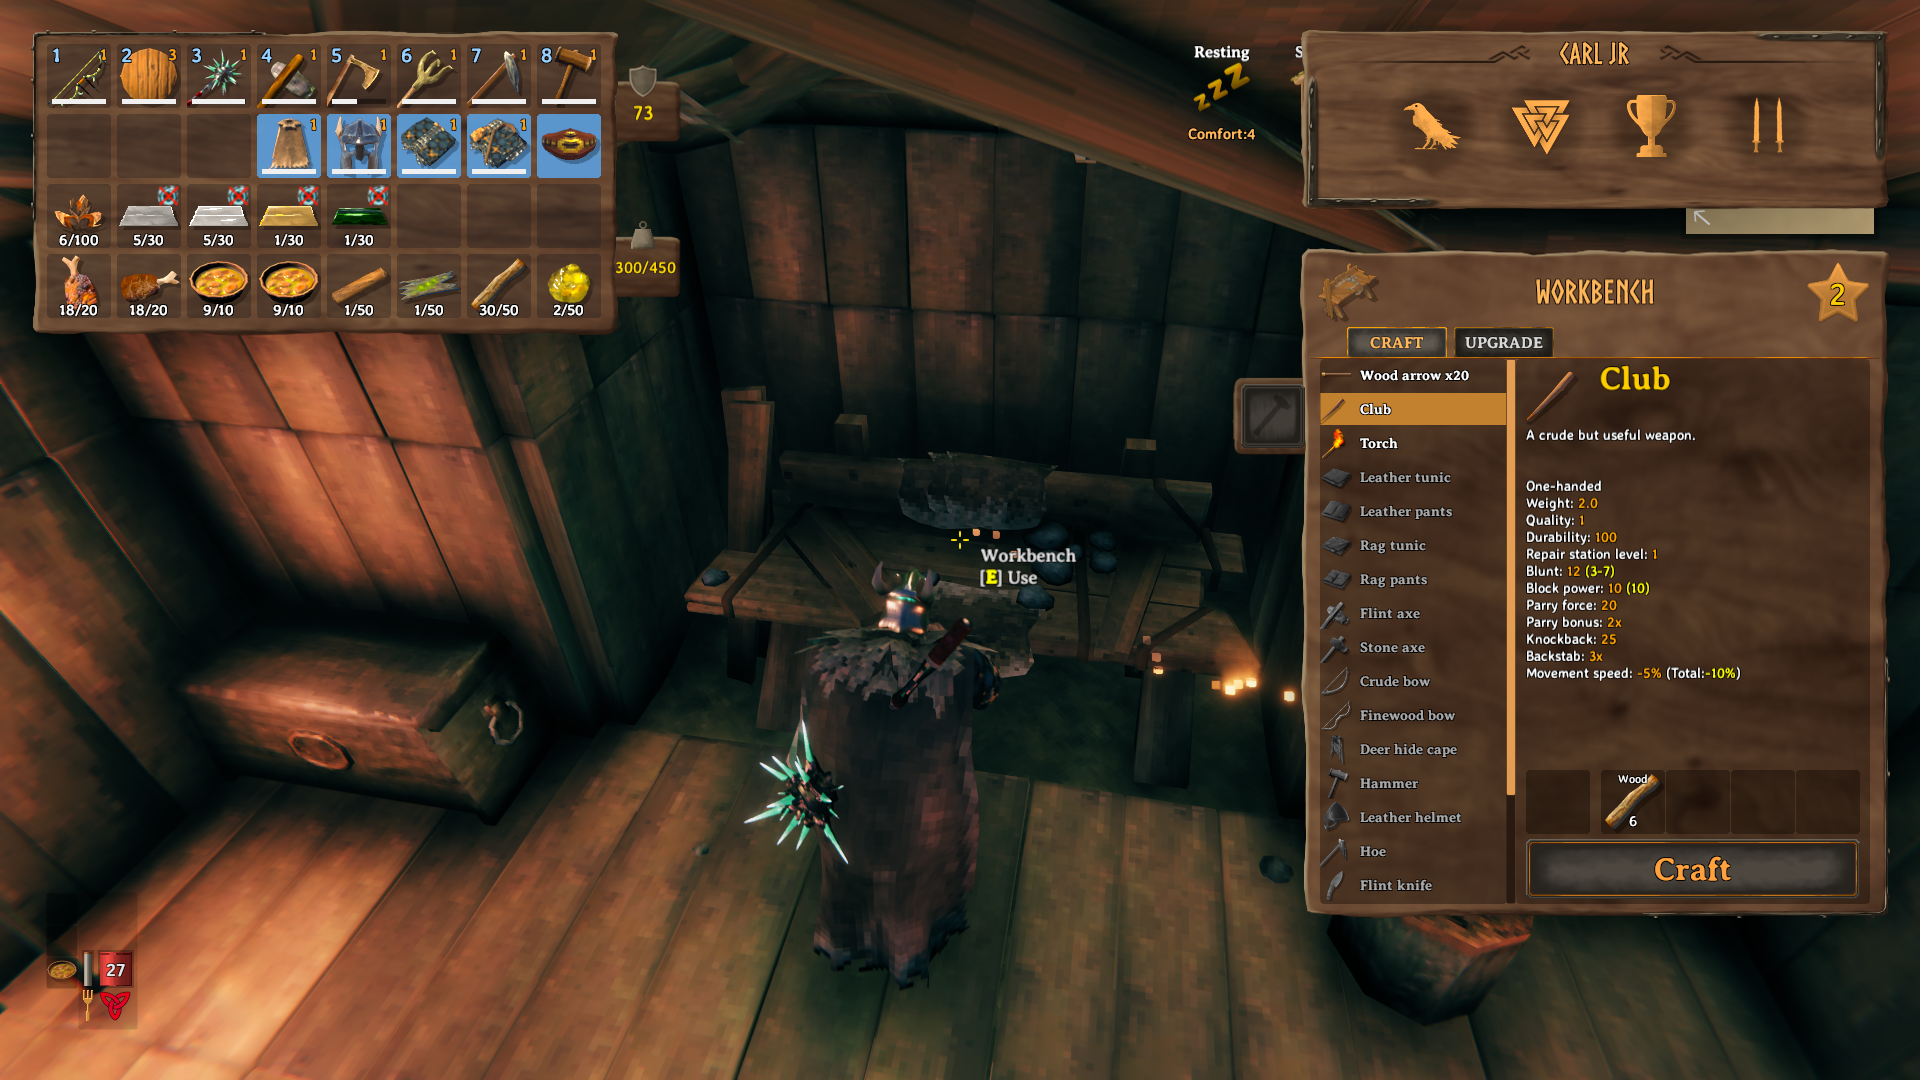 1 1 2 3 3 1 4 1 5 1 6 1 7 1 8 1
1 1 1 1
6/100 5/30 5/30 1/30 1/30
18/20 18/20 9/10 9/10 1/50 1/50 30/50 2/50
73
300/450
Resting
S
Comfort:4
CARL JR
WORKBENCH
2
CRAFT UPGRADE
Wood arrow x20
Club
Torch
Leather tunic
Leather pants
Rag tunic
Rag pants
Flint axe
Stone axe
Crude bow
Finewood bow
Deer hide cape
Hammer
Leather helmet
Hoe
Flint knife
Club
A crude but useful weapon.
One-handed
Weight: 2.0
Quality: 1
Durability: 100
Repair station level: 1
Blunt: 12 (3-7)
Block power: 10 (10)
Parry force: 20
Parry bonus: 2x
Knockback: 25
Backstab: 3x
Movement speed: -5% (Total:-10%)
Wood
6
Craft
Workbench
[E] Use
27